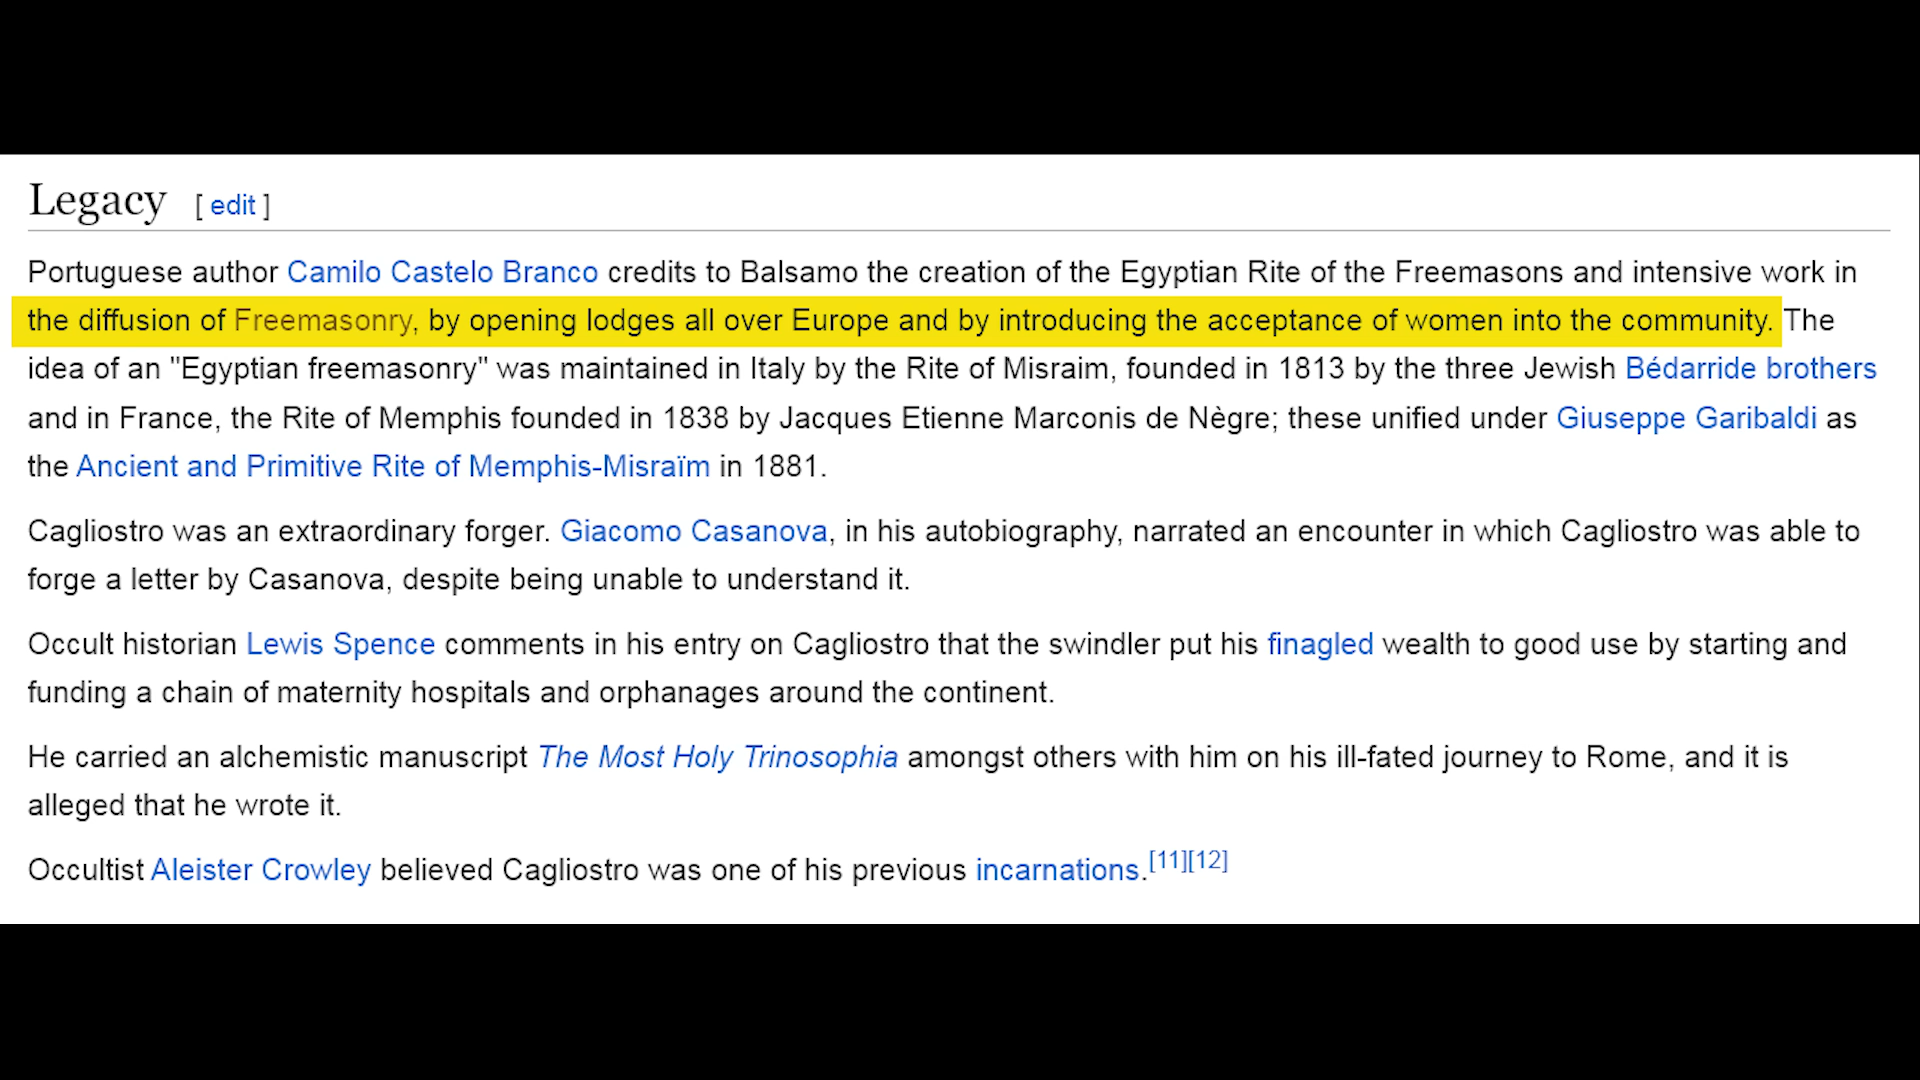 Legacy [ edit ]
Portuguese author Camilo Castelo Branco credits to Balsamo the creation of the Egyptian Rite of the Freemasons and intensive work in
the diffusion of Freemasonry, by opening lodges all over Europe and by introducing the acceptance of women into the community. The
idea of an "Egyptian freemasonry" was maintained in Italy by the Rite of Misraim, founded in 1813 by the three Jewish Bédarride brothers
and in France, the Rite of Memphis founded in 1838 by Jacques Etienne Marconis de Nègre; these unified under Giuseppe Garibaldi as
the Ancient and Primitive Rite of Memphis-Misraïm in 1881.
Cagliostro was an extraordinary forger. Giacomo Casanova, in his autobiography, narrated an encounter in which Cagliostro was able to
forge a letter by Casanova, despite being unable to understand it.
Occult historian Lewis Spence comments in his entry on Cagliostro that the swindler put his finagled wealth to good use by starting and
funding a chain of maternity hospitals and orphanages around the continent.
He carried an alchemistic manuscript The Most Holy Trinosophia amongst others with him on his ill-fated journey to Rome, and it is
alleged that he wrote it.
Occultist Aleister Crowley believed Cagliostro was one of his previous incarnations.[11][12]